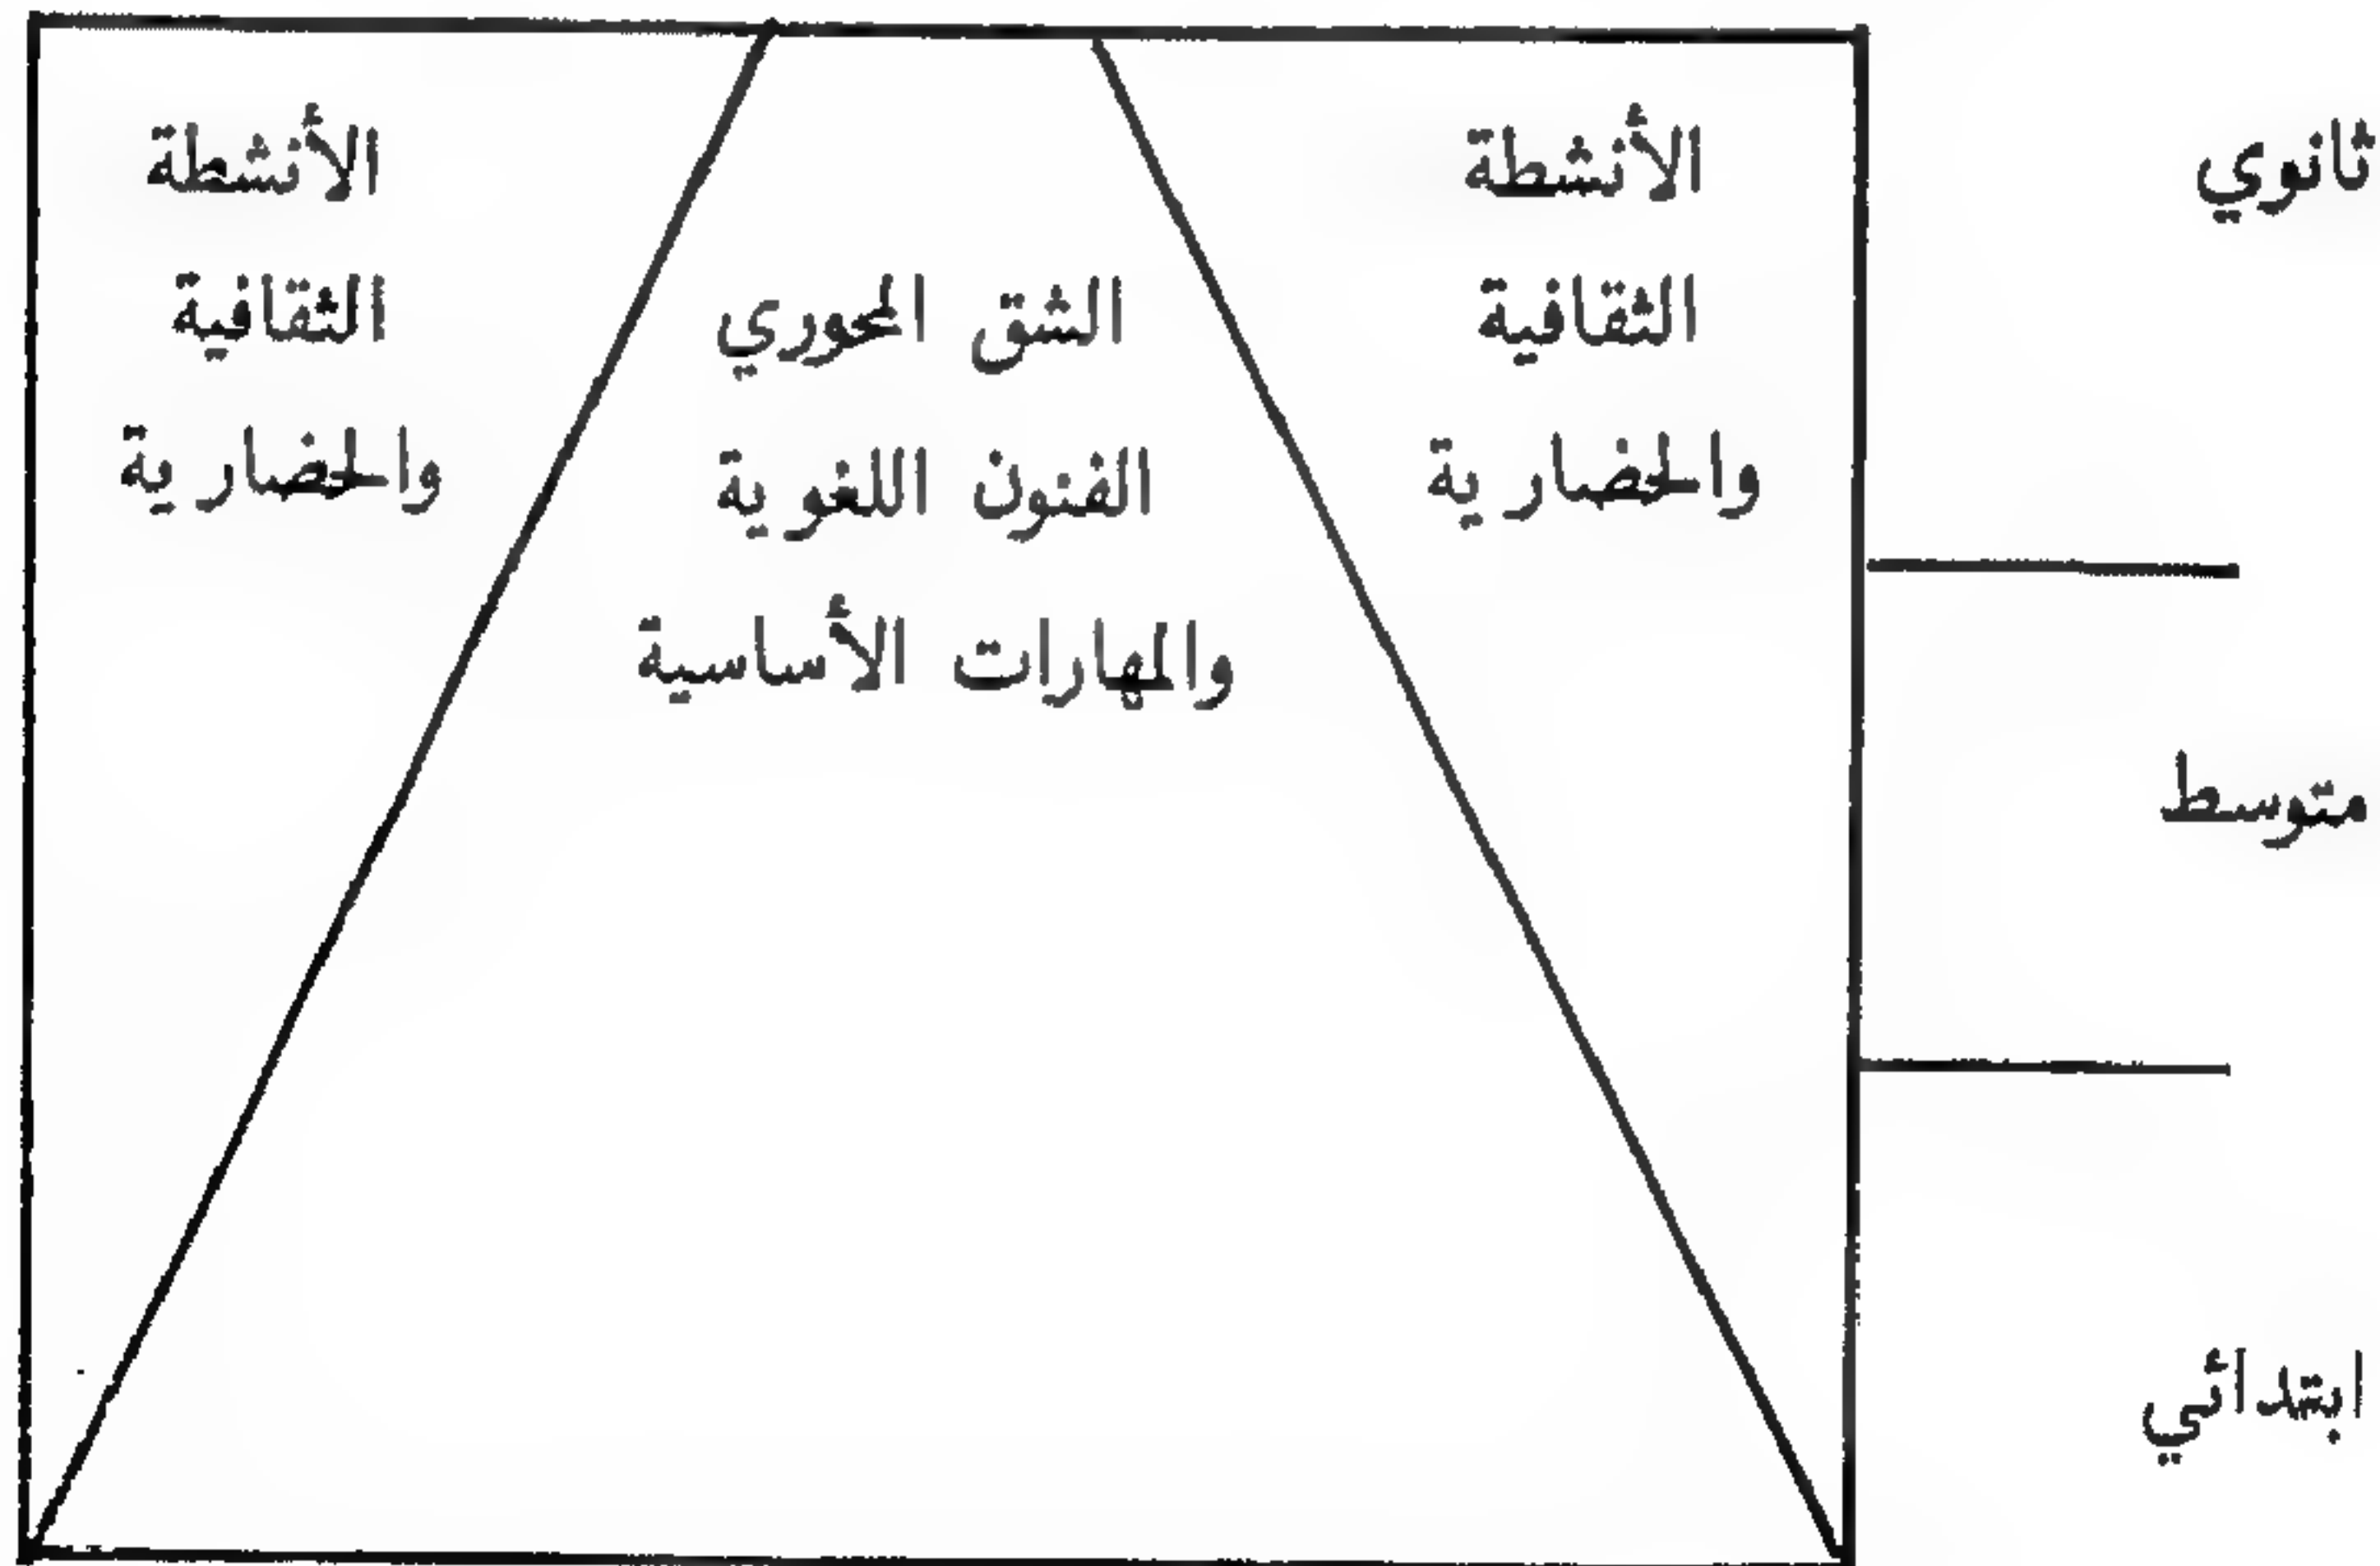 ثانوي
متوسط
ابتدائي
الأنشطة
الثقافية
والحضارية
الشق المحوري
الفنون اللغوية
والمهارات الأساسية
الأنشطة
الثقافية
والحضارية